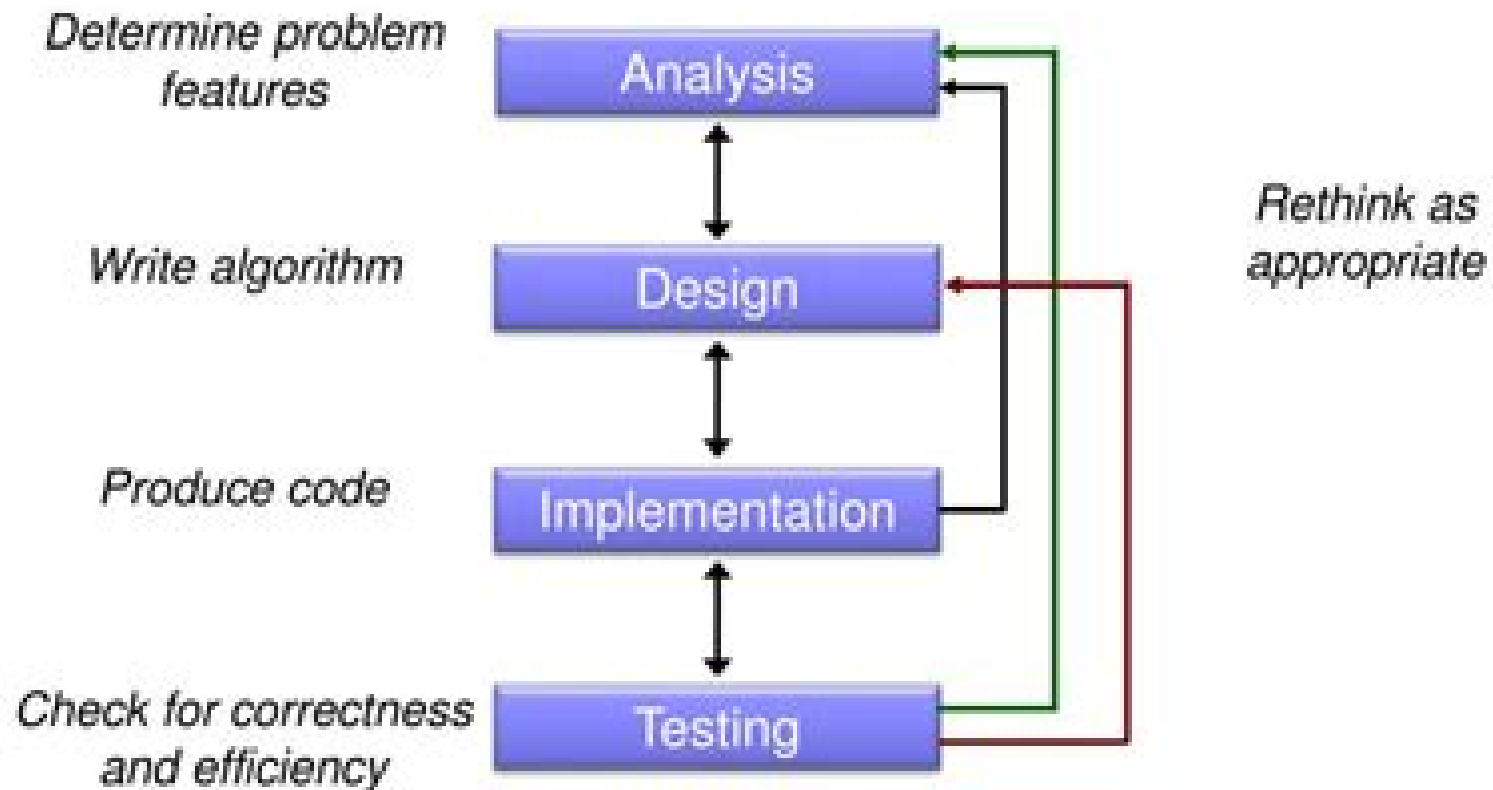 Determine problem
features
Analysis
Rethink as
appropriate
Write algorithm
Design
Produce code
Implementation
Check for correctness
and efficiency
Testing